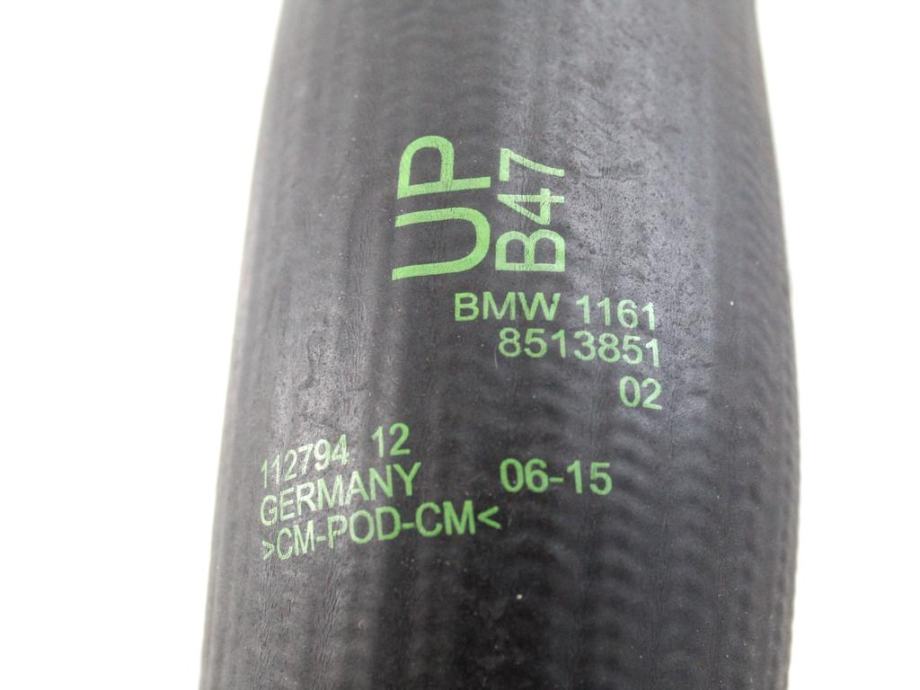 UP
B47
BMW 1161
8513851
02
112794 12
GERMANY 06-15
>CM-POD-CM<